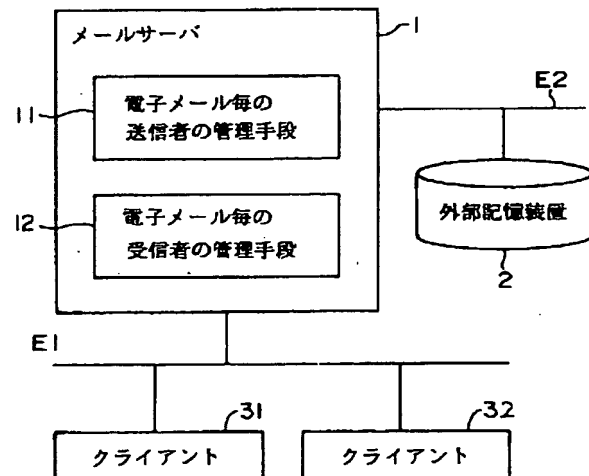 メールサーバ
1
11
電子メール毎の
送信者の管理手段
E2
12
電子メール毎の
受信者の管理手段
外部記憶装置
2
E1
31
32
クライアント
クライアント